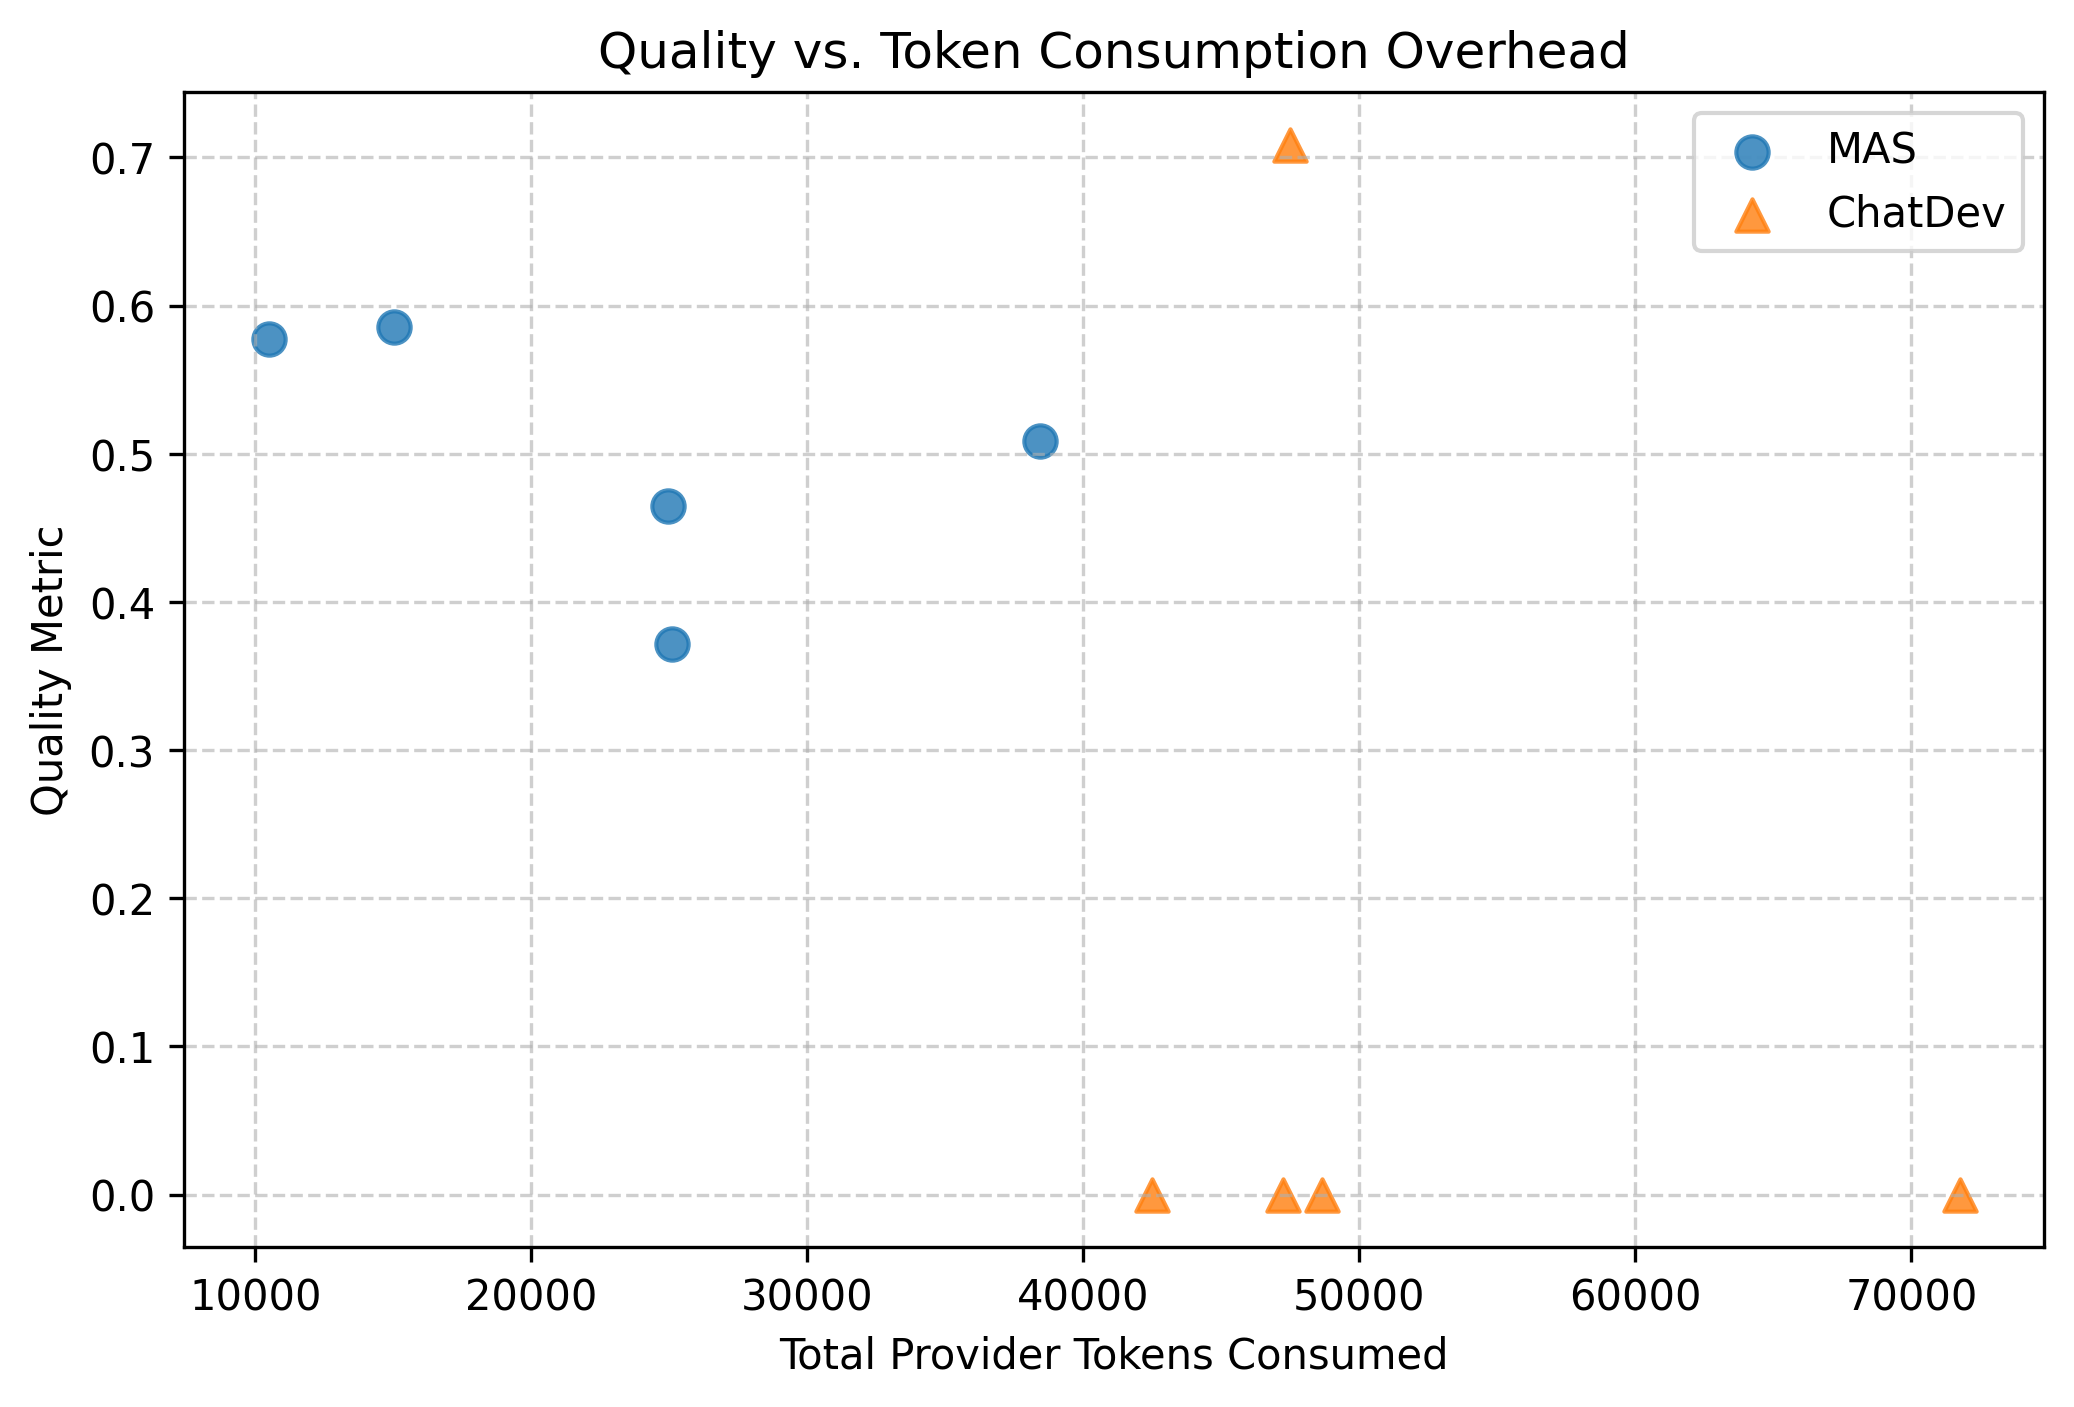 Quality vs. Token Consumption Overhead
MAS
ChatDev
Quality Metric
0.7
0.6
0.5
0.4
0.3
0.2
0.1
0.0
10000 20000 30000 40000 50000 60000 70000
Total Provider Tokens Consumed